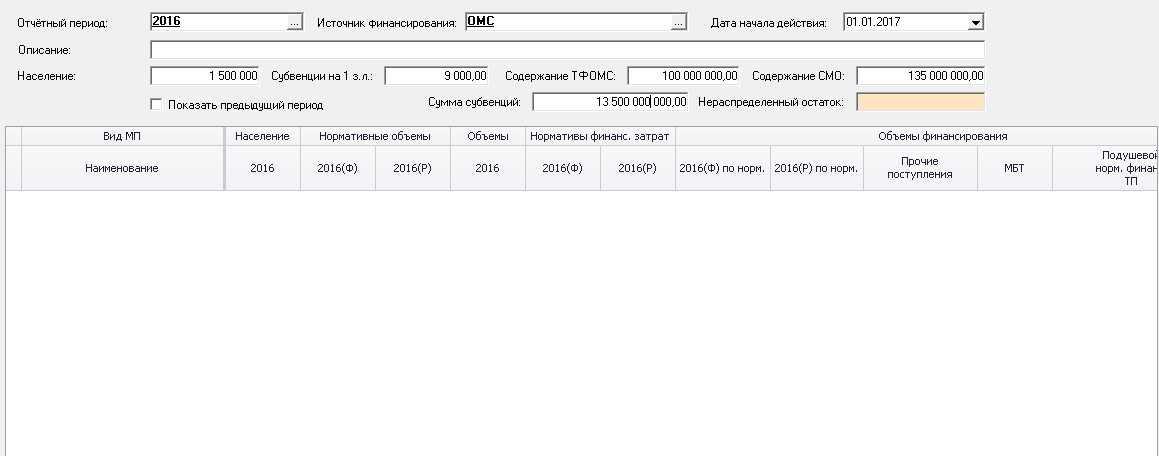 Отчётный период: 2016 ... Источник финансирования: ОМС ... Дата начала действия: 01.01.2017
Описание:
Население: 1 500 000 Субвенции на 1 з.л.: 9 000,00 Содержание ТФОМС: 100 000 000,00 Содержание СМО: 135 000 000,00
Показать предыдущий период Сумма субвенций: 13 500 000 000,00 Нераспределенный остаток:
Вид МП Население Нормативные объемы Объемы Нормативы финанс. затрат Объемы финансирования
Наименование 2016 2016(Ф) 2016(Р) 2016 2016(Ф) 2016(Р) 2016(Ф) по норм. 2016(Р) по норм. Прочие поступления МБТ
норм.
ТП